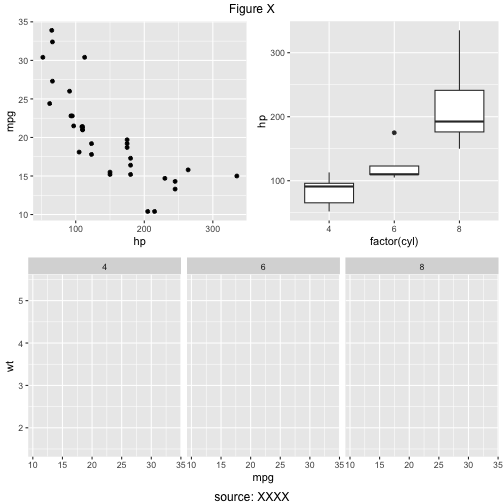 Figure X
35
30
25
20
15
10
mpg
100 200 300
hp
300
200
100
hp
4 6 8
factor(cyl)
4 6 8
5
4
3
2
wt
10 15 20 25 30 35 10 15 20 25 30 35 10 15 20 25 30 35
mpg
source: XXXX